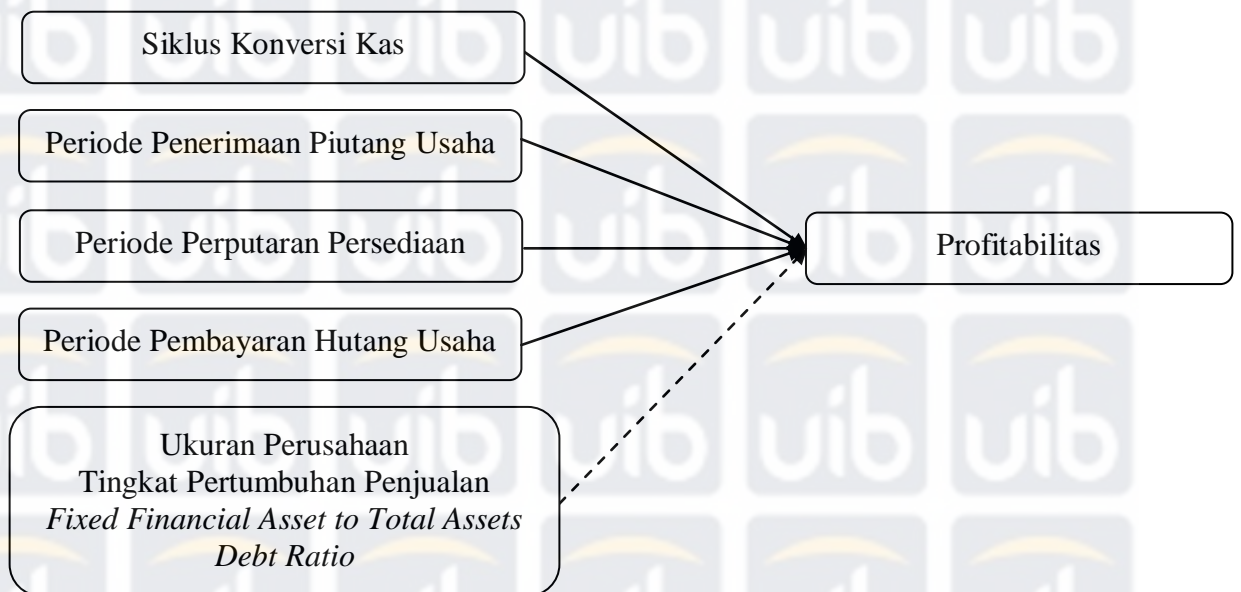 Siklus Konversi Kas
Periode Penerimaan Piutang Usaha
Periode Perputaran Persediaan
Profitabilitas
Periode Pembayaran Hutang Usaha
Ukuran Perusahaan
Tingkat Pertumbuhan Penjualan
Fixed Financial Asset to Total Assets
Debt Ratio
uib